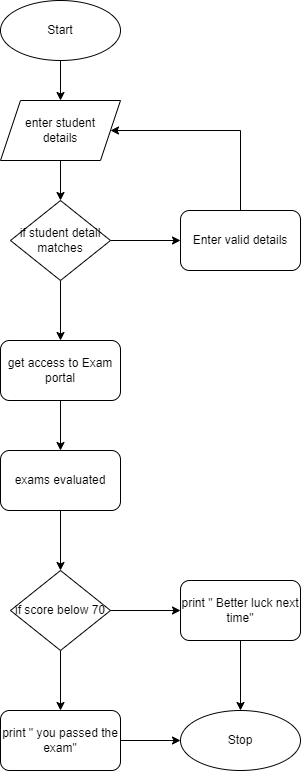 Start
enter student
details
if student detail
matches
Enter valid details
get access to Exam
portal
exams evaluated
if score below 70
print " Better luck next
time"
print " you passed the
exam"
Stop